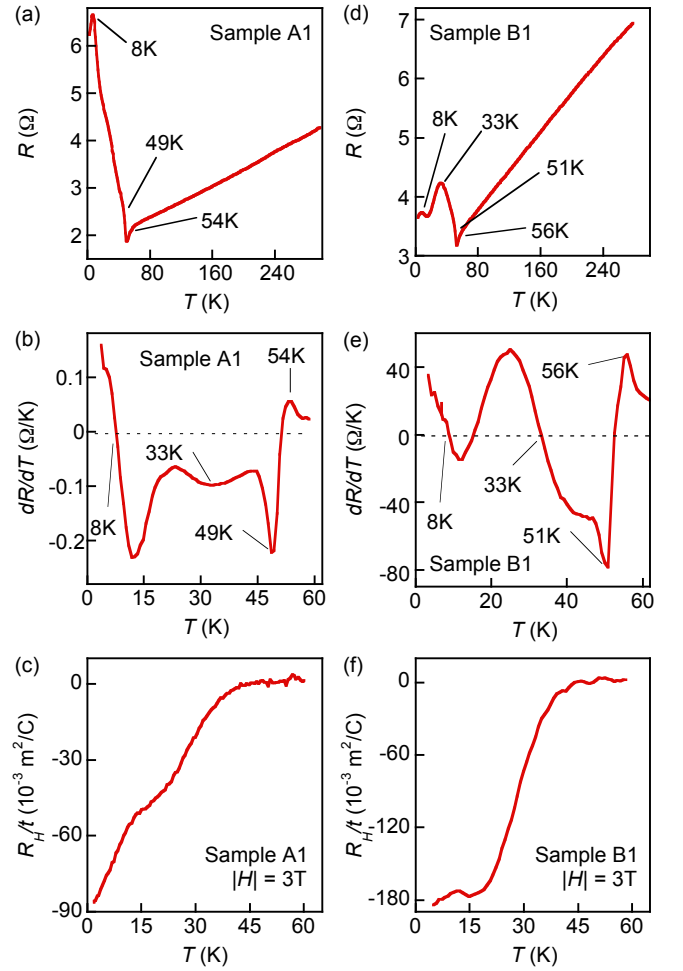 (a)
Sample A1
8K
49K
54K
6
5
4
3
2
R (Ω)
0
80
160
240
T (K)
(d)
Sample B1
8K
33K
51K
56K
7
6
5
4
3
R (Ω)
0
80
160
240
T (K)
(b)
Sample A1
54K
33K
8K
49K
0.1
0
-0.1
-0.2
dR/dT (Ω/K)
0
15
30
45
60
T (K)
(e)
56K
33K
8K
51K
Sample B1
40
0
-40
-80
dR/dT (Ω/K)
0
20
40
60
T (K)
(c)
0
-30
-60
-90
R_H/t (10⁻³ m²/C)
Sample A1
|H| = 3T
0
15
30
45
60
T (K)
(f)
0
-60
-120
-180
R_H/t (10⁻³ m²/C)
Sample B1
|H| = 3T
0
15
30
45
60
T (K)